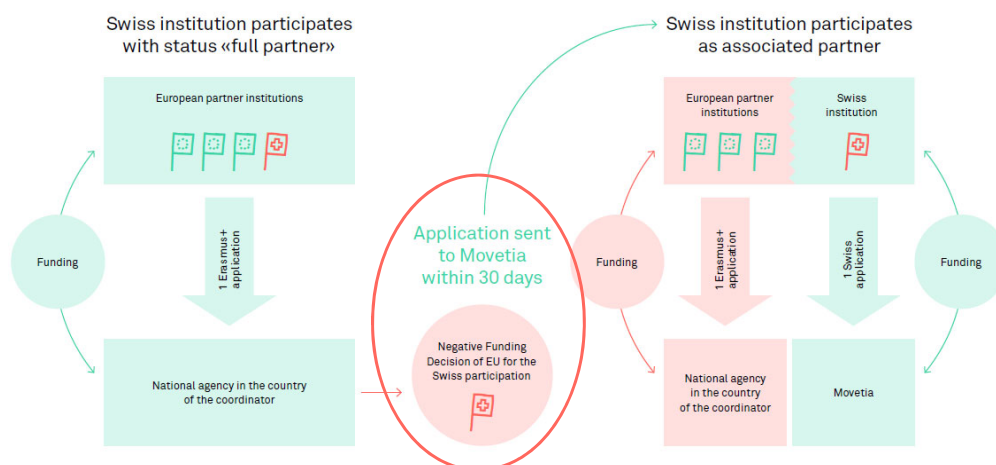 Swiss institution participates
with status «full partner»
European partner institutions
Funding
1 Erasmus+
application
National agency in the country
of the coordinator
Application sent
to Movetia
within 30 days
Negative Funding
Decision of EU for the
Swiss participation
Swiss institution participates
as associated partner
European partner
institutions
Swiss
institution
Funding
1 Erasmus+
application
1 Swiss
application
Funding
National agency
in the country
of the coordinator
Movetia